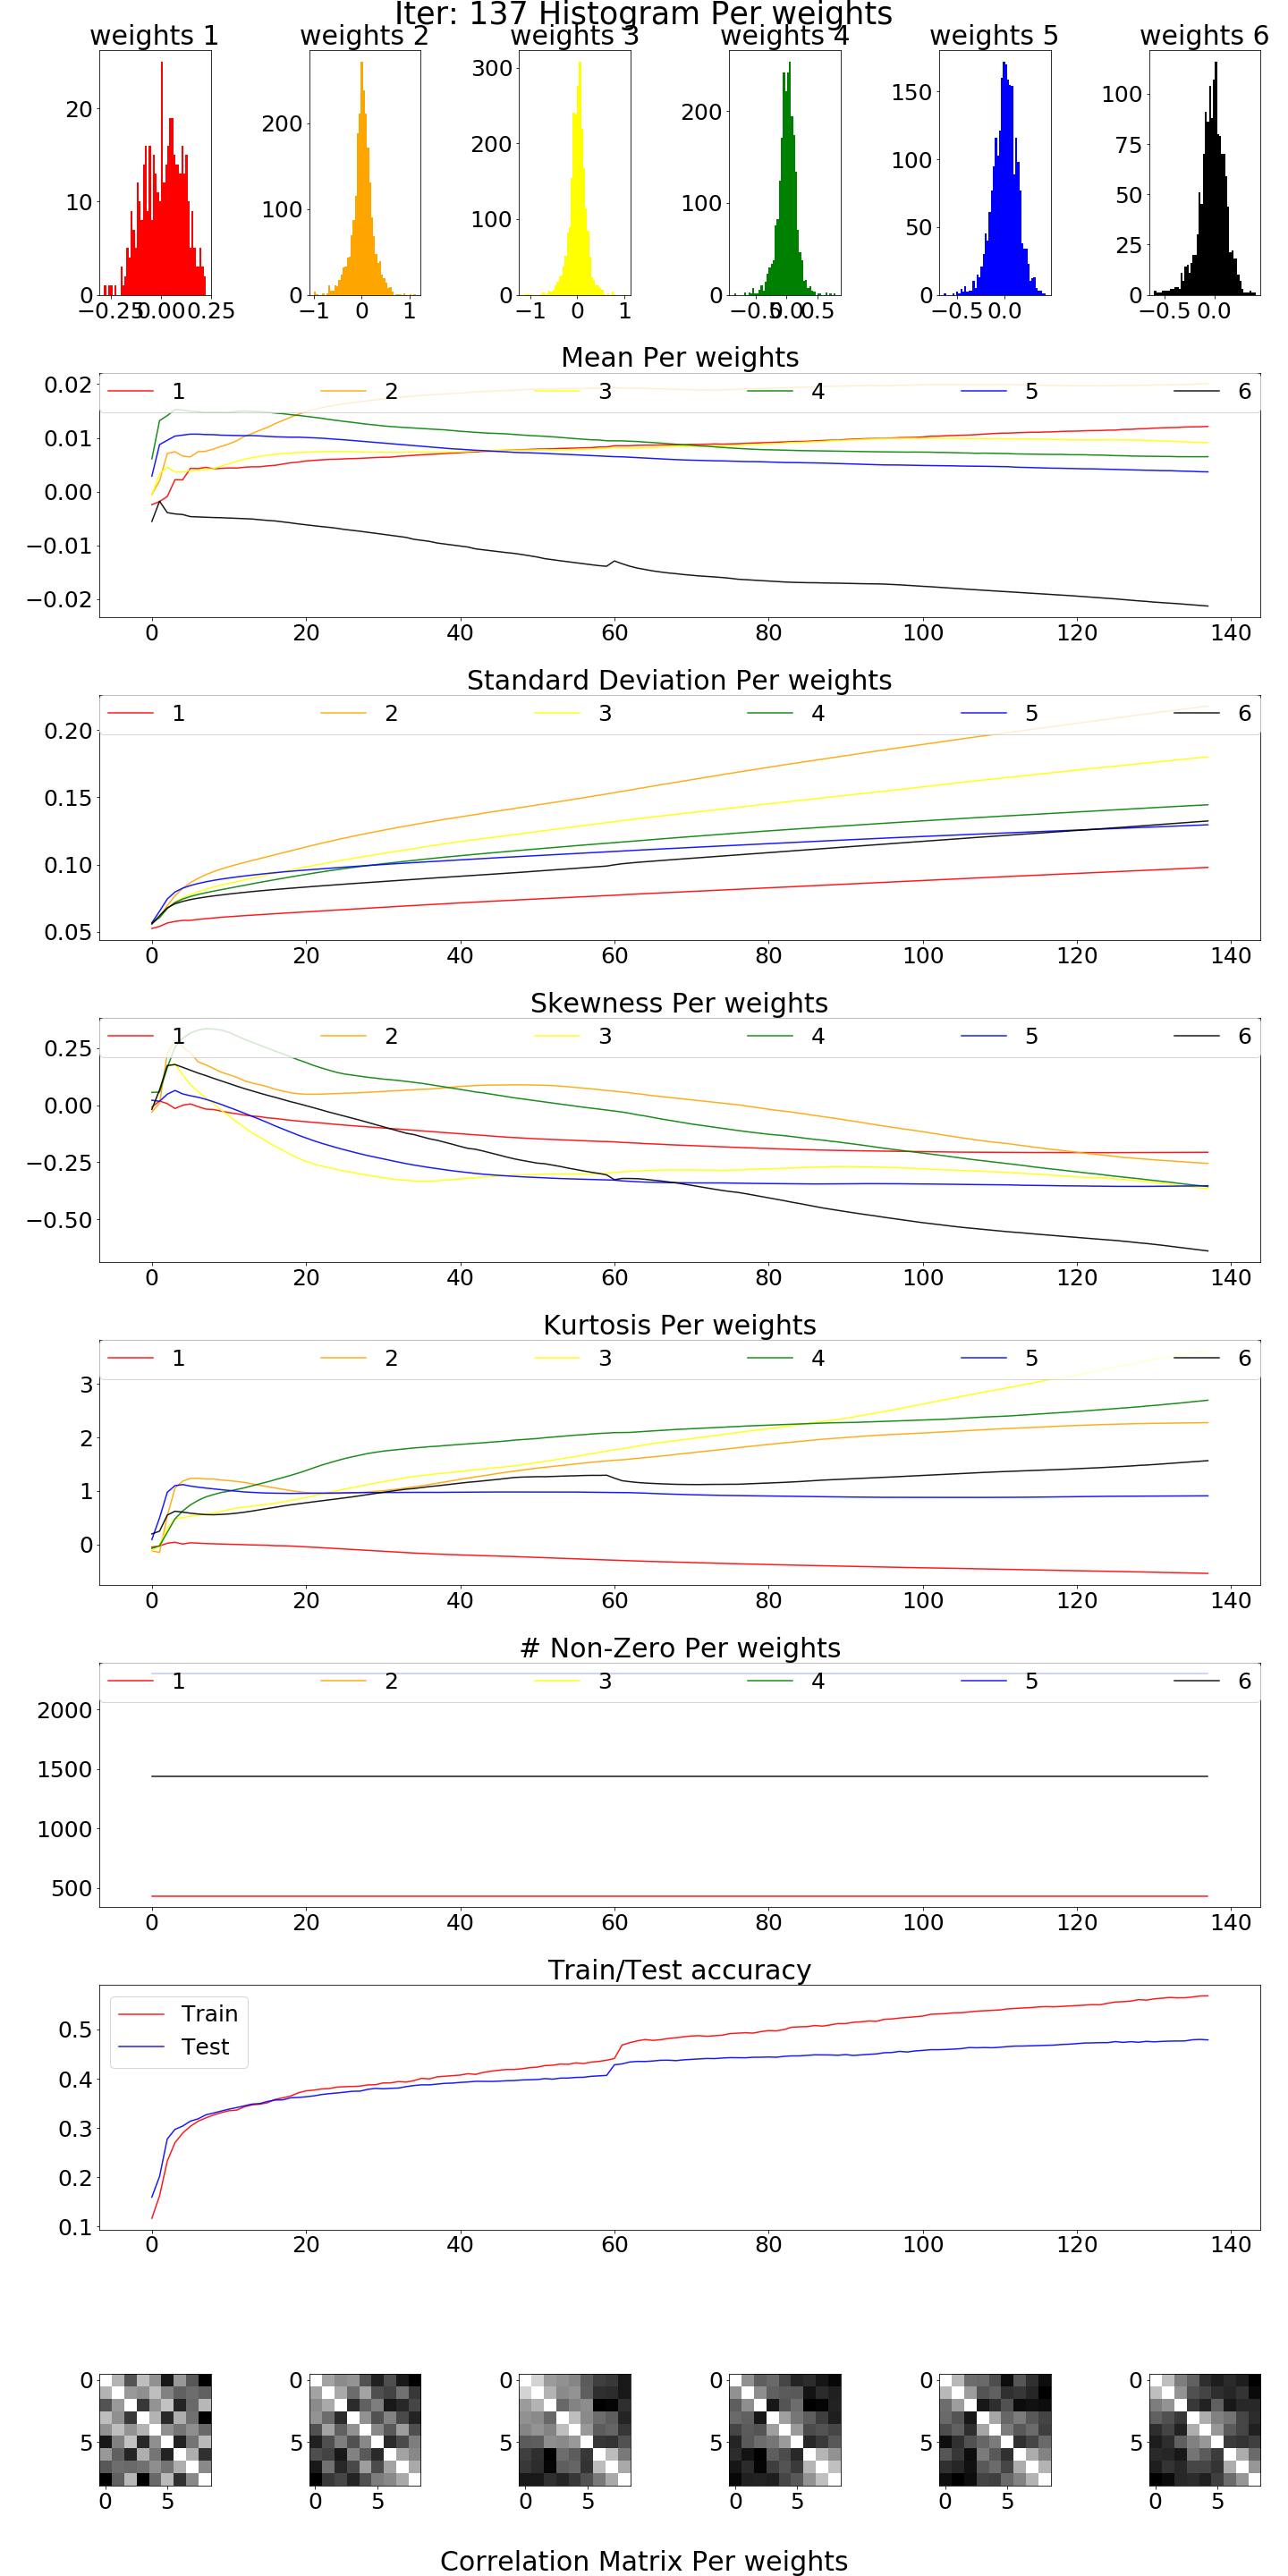 Iter: 137 Histogram Per weights
weights 1 weights 2 weights 3 weights 4 weights 5 weights 6
20
10
0
−0.25 0.00 0.25
200
100
0
−1 0 1
300
200
100
0
−1 0 1
200
100
0
−0.5 0.0 0.5
150
100
50
0
−0.5 0.0
100
75
50
25
0
−0.5 0.0
Mean Per weights
1 2 3 4 5 6
0.02
0.01
0.00
−0.01
−0.02
0 20 40 60 80 100 120 140
Standard Deviation Per weights
1 2 3 4 5 6
0.20
0.15
0.10
0.05
0 20 40 60 80 100 120 140
Skewness Per weights
1 2 3 4 5 6
0.25
0.00
−0.25
−0.50
0 20 40 60 80 100 120 140
Kurtosis Per weights
1 2 3 4 5 6
3
2
1
0
0 20 40 60 80 100 120 140
# Non-Zero Per weights
1 2 3 4 5 6
2000
1500
1000
500
0 20 40 60 80 100 120 140
Train/Test accuracy
Train
Test
0.5
0.4
0.3
0.2
0.1
0 20 40 60 80 100 120 140
0 0 0 0 0 0
5 5 5 5 5 5
0 5 0 5 0 5 0 5 0 5 0 5
Correlation Matrix Per weights